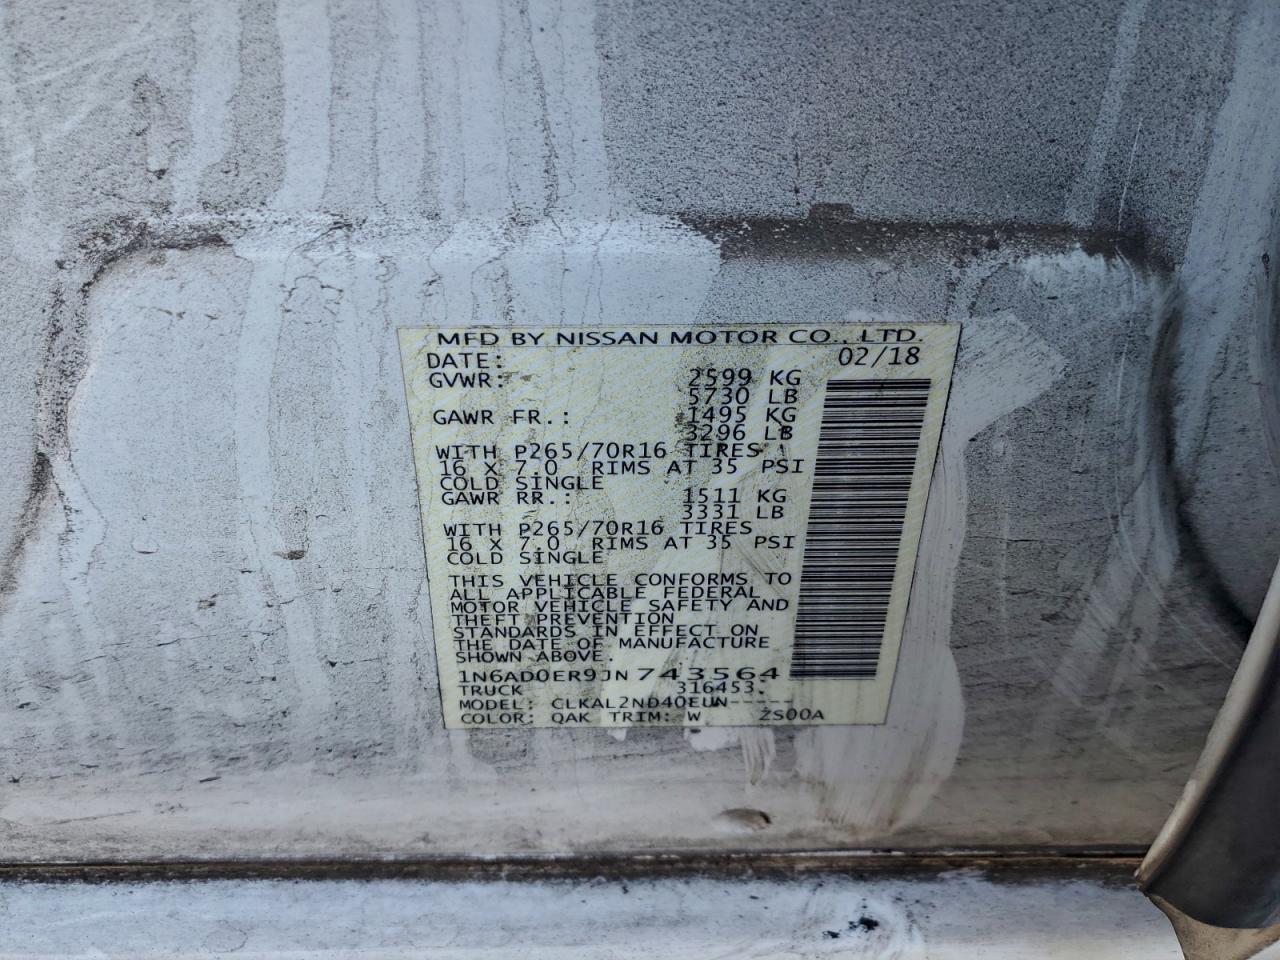 MFD BY NISSAN MOTOR CO., LTD.
DATE: 02/18
GVWR: 2599 KG
5730 LB
GAWR FR.: 1495 KG
3296 LB
WITH P265/70R16 TIRES
16 X 7.0 RIMS AT 35 PSI
COLD SINGLE
GAWR RR.: 1511 KG
3331 LB
WITH P265/70R16 TIRES
16 X 7.0 RIMS AT 35 PSI
COLD SINGLE
THIS VEHICLE CONFORMS TO
ALL APPLICABLE FEDERAL
MOTOR VEHICLE SAFETY AND
THEFT PREVENTION
STANDARDS IN EFFECT ON
THE DATE OF MANUFACTURE
SHOWN ABOVE.
1N6AD0ER9JN743564
TRUCK 316453.
MODEL: CLKAL2ND40EUN-----
COLOR: QAK TRIM: W ZS00A